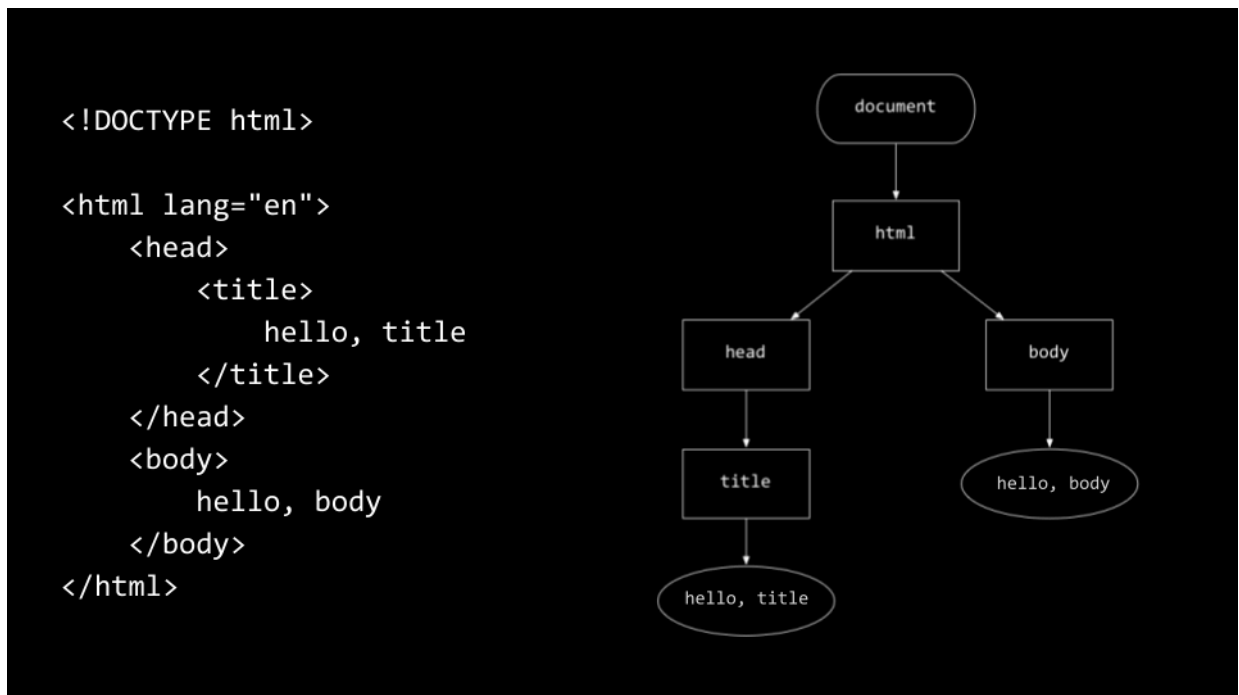 <!DOCTYPE html>
<html lang="en">
<head>
<title>
hello, title
</title>
</head>
<body>
hello, body
</body>
</html>
document
html
head
body
title
hello, body
hello, title